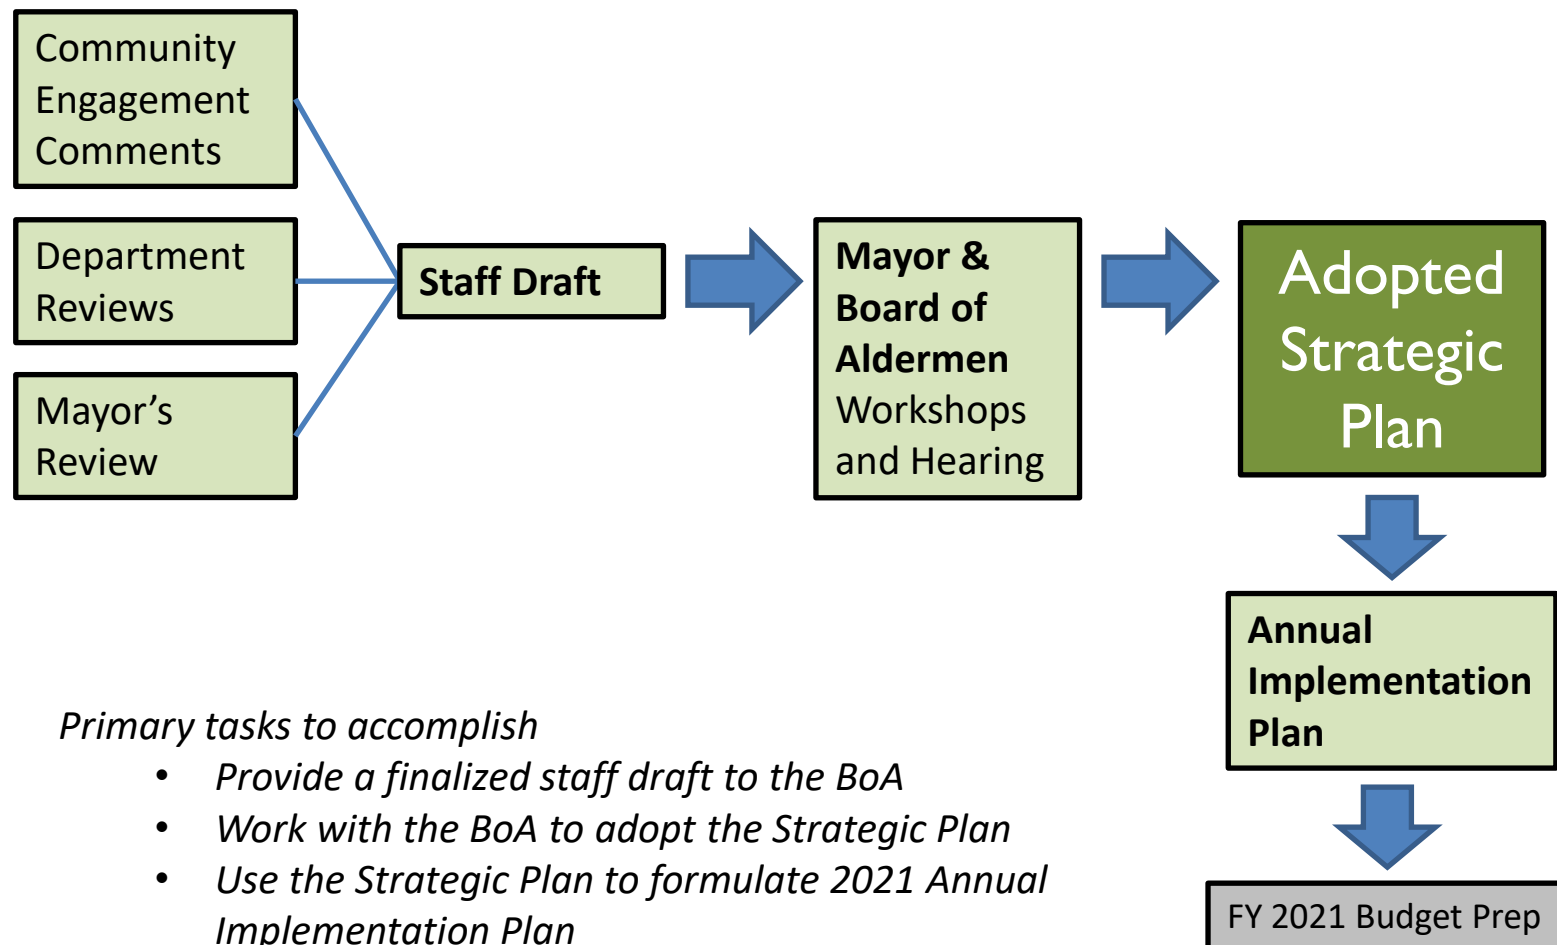 Community
Engagement
Comments
Department
Reviews
Mayor’s
Review
Staff Draft
Mayor &
Board of
Aldermen
Workshops
and Hearing
Adopted
Strategic
Plan
Annual
Implementation
Plan
FY 2021 Budget Prep
Primary tasks to accomplish
• Provide a finalized staff draft to the BoA
• Work with the BoA to adopt the Strategic Plan
• Use the Strategic Plan to formulate 2021 Annual
Implementation Plan